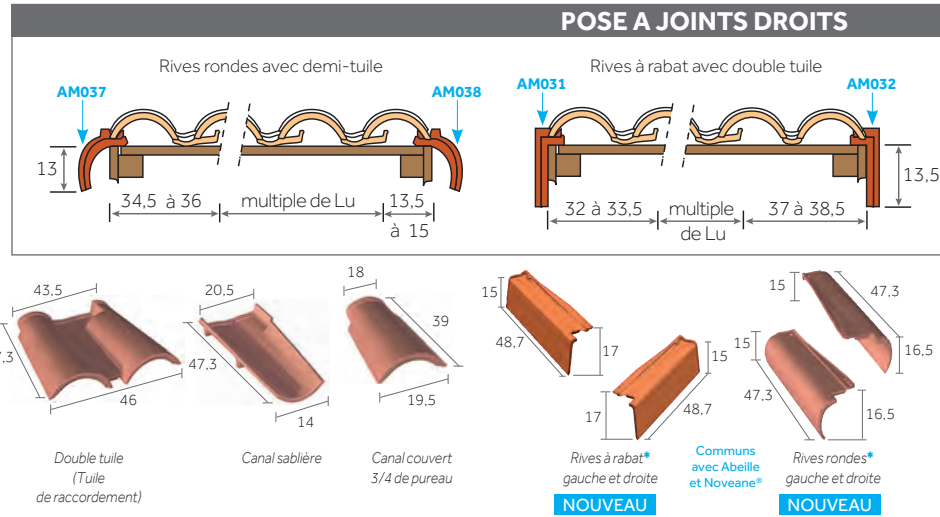 POSE A JOINTS DROITS
Rives rondes avec demi-tuile
AM037
AM038
13
34,5 à 36
multiple de Lu
13,5
à 15
Rives à rabat avec double tuile
AM031
AM032
13,5
32 à 33,5
multiple
de Lu
37 à 38,5
43,5
7,3
46
Double tuile
(Tuile
de raccordement)
20,5
47,3
14
Canal sablière
18
39
19,5
Canal couvert
3/4 de pureau
15
48,7
17
15
17
48,7
Rives à rabat*
gauche et droite
NOUVEAU
Communs
avec Abeille
et Noveane®
15
47,3
16,5
15
47,3
16,5
Rives rondes*
gauche et droite
NOUVEAU